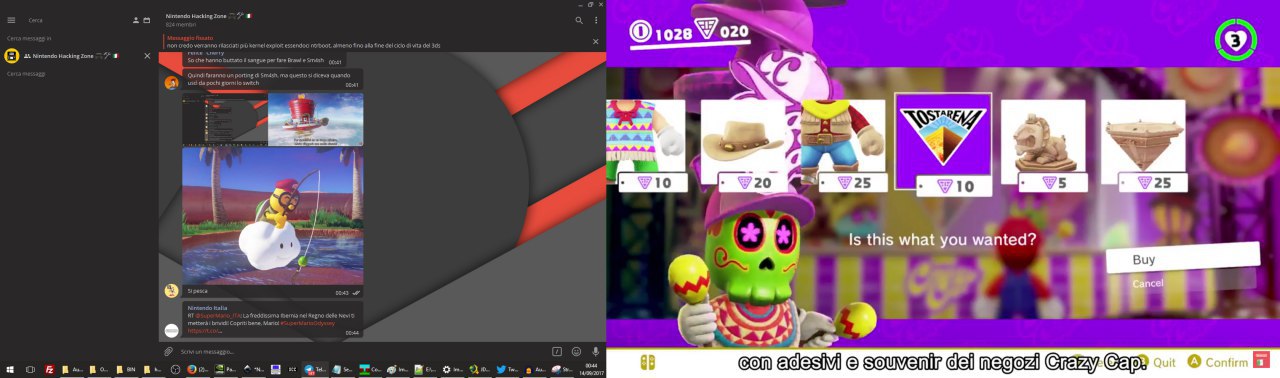 Cerca
Cerca messaggi in
Nintendo Hacking Zone
Cerca messaggi
Nintendo Hacking Zone
824 membri
Messaggio fissato
non credo verranno rilasciati più kernel exploit essendoci ntrboot, almeno fino alla fine del ciclo di vita del 3ds
So che hanno buttato il sangue per fare Brawl e Sm4sh
00:41
Quindi faranno un porting di Sm4sh, ma questo si diceva quando
uscì da pochi giorni lo switch
00:41
Si pesca
00:43
Nintendo Italia
RT @SuperMario_ITA: La freddissima Ibernia nel Regno delle Nevi ti
metterà i brividi! Copriti bene, Mario! #SuperMarioOdyssey
https://t.co/...
00:44
Scrivi un messaggio...
00:44
14/09/2017
1028
020
3
TOSTARENA
10
20
25
10
5
25
Is this what you wanted?
Buy
Cancel
con adesivi e souvenir dei negozi Crazy Cap.
Quit
A Confirm